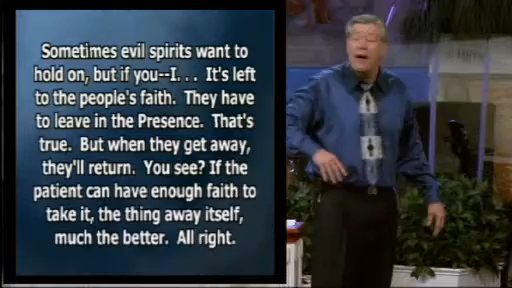 Sometimes evil spirits want to
hold on, but if you--I. . .  It's left
to the people's faith.  They have
to leave in the Presence.  That's
true.  But when they get away,
they'll return.  You see? If the
patient can have enough faith to
take it, the thing away itself,
much the better.  All right.